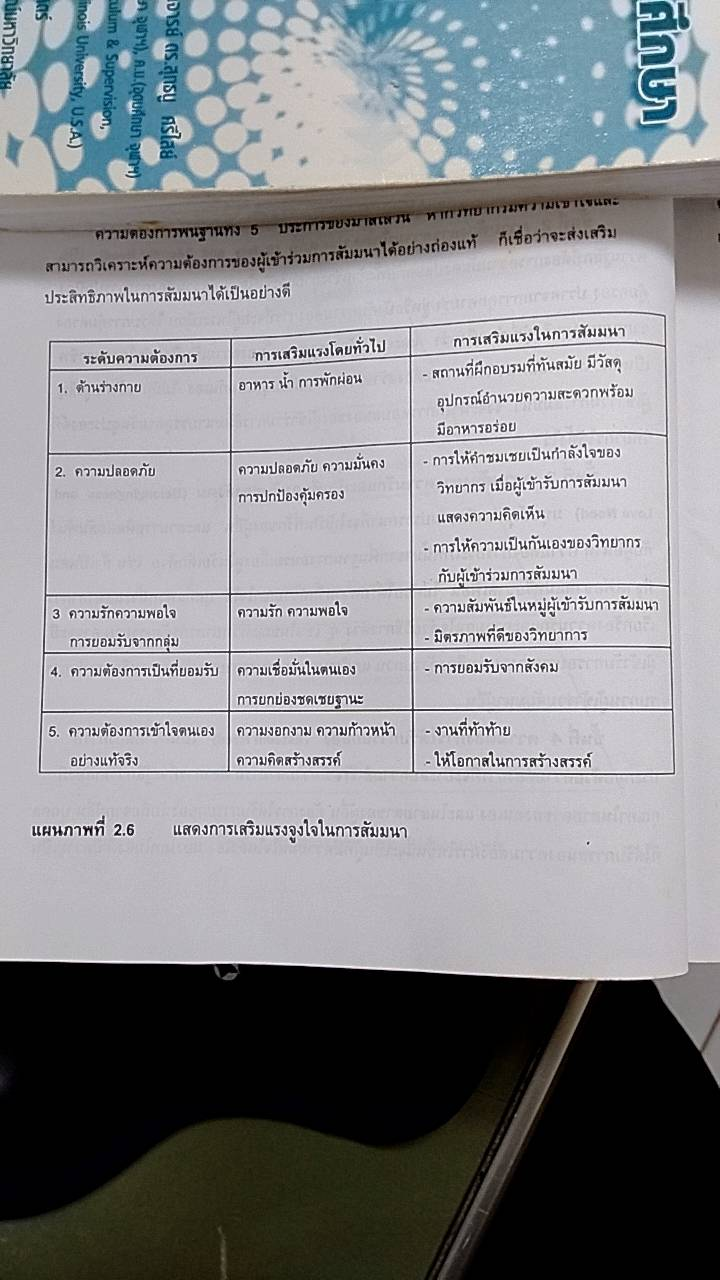 ศึกษา
ความต้องการพื้นฐานทั้ง 5 ประการของมาสโลว์น หากวิทยากรมีความเข้าใจและ
สามารถวิเคราะห์ความต้องการของผู้เข้าร่วมการสัมมนาได้อย่างถ่องแท้ ก็เชื่อว่าจะส่งเสริม
ประสิทธิภาพในการสัมมนาได้เป็นอย่างดี
ระดับความต้องการ การเสริมแรงโดยทั่วไป การเสริมแรงในการสัมมนา
1. ด้านร่างกาย อาหาร น้ำ การพักผ่อน - สถานที่ฝึกอบรมที่ทันสมัย มีวัสดุ
อุปกรณ์อำนวยความสะดวกพร้อม
มีอาหารอร่อย
2. ความปลอดภัย ความปลอดภัย ความมั่นคง - การให้คำชมเชยเป็นกำลังใจของ
การปกป้องคุ้มครอง วิทยากร เมื่อผู้เข้ารับการสัมมนา
แสดงความคิดเห็น
- การให้ความเป็นกันเองของวิทยากร
กับผู้เข้าร่วมการสัมมนา
3 ความรักความพอใจ ความรัก ความพอใจ - ความสัมพันธ์ในหมู่ผู้เข้ารับการสัมมนา
การยอมรับจากกลุ่ม - มิตรภาพที่ดีของวิทยาการ
4. ความต้องการเป็นที่ยอมรับ ความเชื่อมั่นในตนเอง - การยอมรับจากสังคม
การยกย่องชดเชยฐานะ
5. ความต้องการเข้าใจตนเอง ความงอกงาม ความก้าวหน้า - งานที่ท้าทาย
อย่างแท้จริง ความคิดสร้างสรรค์ - ให้โอกาสในการสร้างสรรค์
แผนภาพที่ 2.6 แสดงการเสริมแรงจูงใจในการสัมมนา